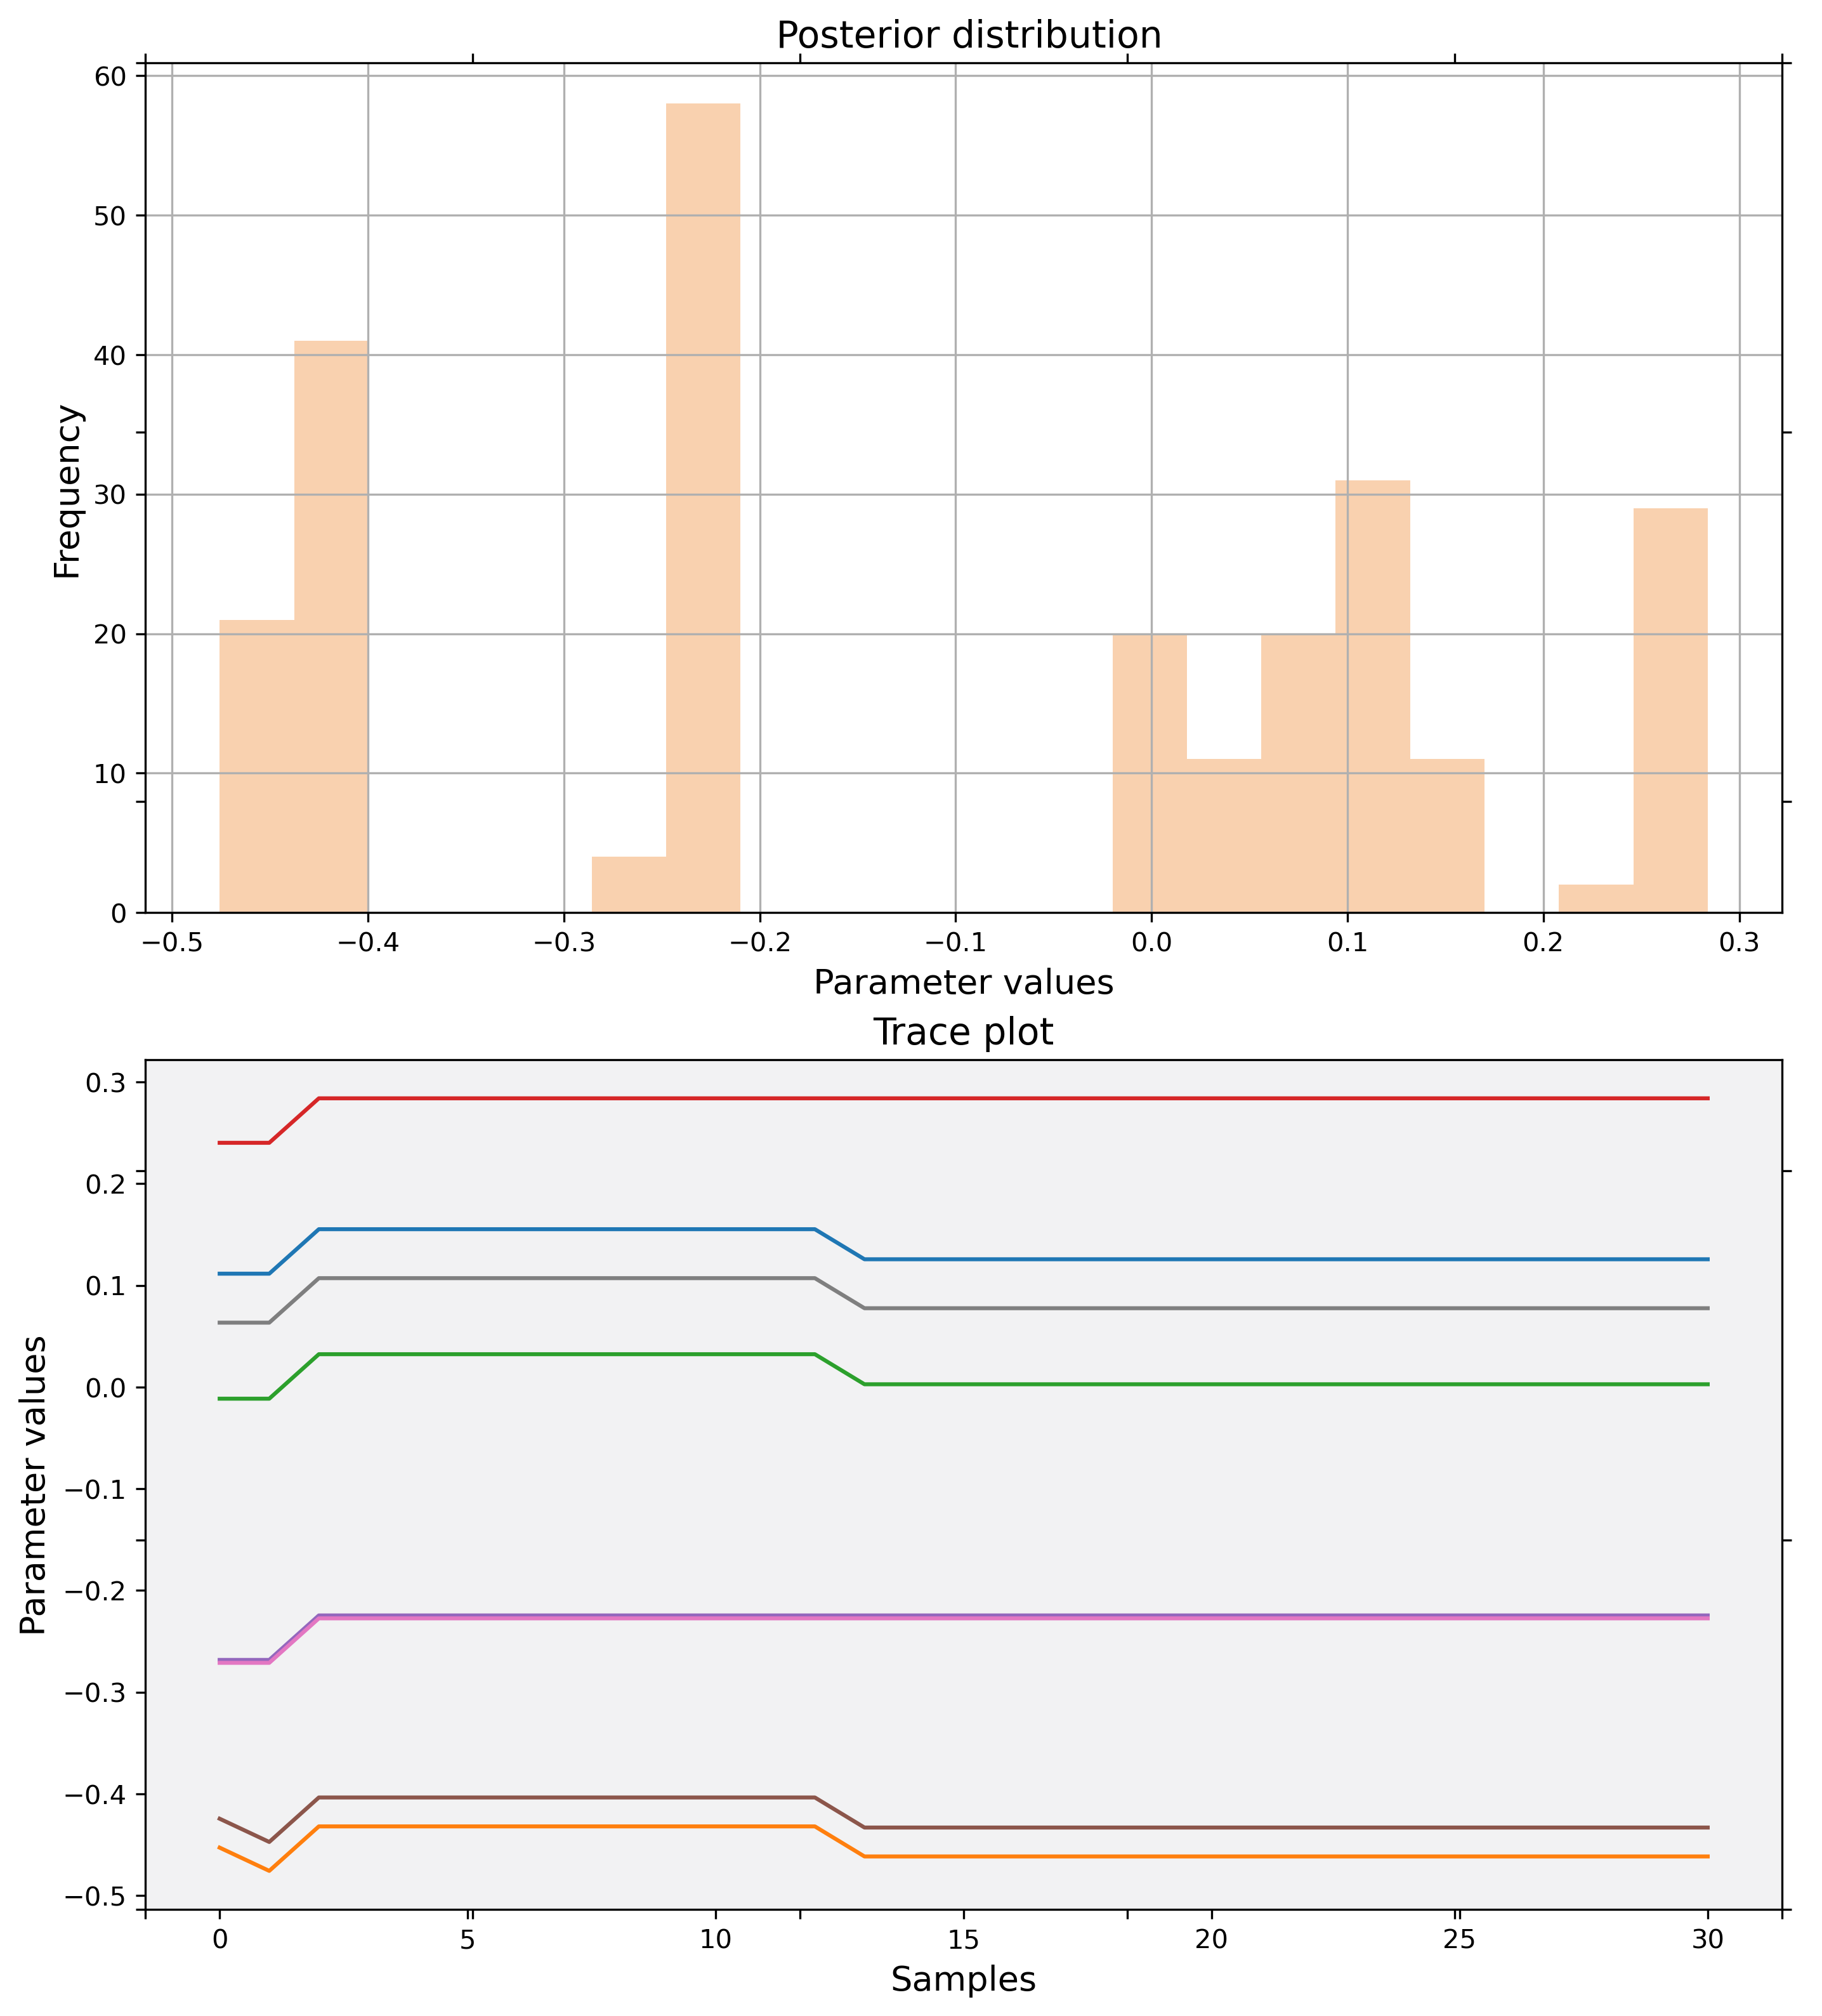 Posterior distribution
60
50
40
30
20
10
0
Frequency
−0.5 −0.4 −0.3 −0.2 −0.1 0.0 0.1 0.2 0.3
Parameter values
Trace plot
0.3
0.2
0.1
0.0
−0.1
−0.2
−0.3
−0.4
−0.5
Parameter values
0 5 10 15 20 25 30
Samples